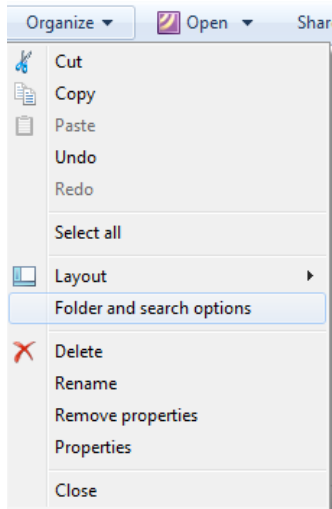 Organize Open Shar
Cut
Copy
Paste
Undo
Redo
Select all
Layout
Folder and search options
Delete
Rename
Remove properties
Properties
Close